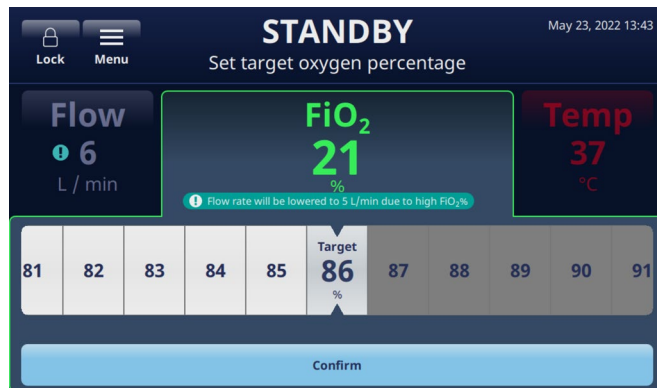 STANDBY
May 23, 2022 13:43
Lock
Menu
Set target oxygen percentage
Flow
! 6
L / min
FiO₂
21
%
! Flow rate will be lowered to 5 L/min due to high FiO₂%
Temp
37
°C
81 82 83 84 85 Target 86 % 87 88 89 90 91
Confirm